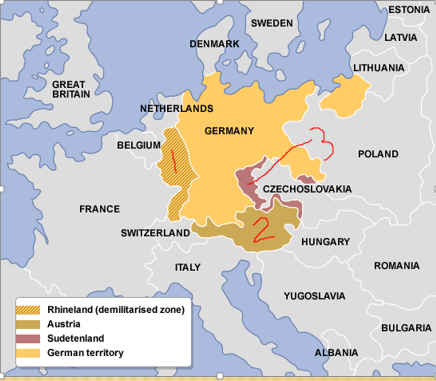 ESTONIA
SWEDEN
LATVIA
DENMARK
LITHUANIA
GREAT
BRITAIN
NETHERLANDS
GERMANY
BELGIUM
POLAND
1
3
CZECHOSLOVAKIA
FRANCE
SWITZERLAND
2
HUNGARY
ITALY
ROMANIA
YUGOSLAVIA
BULGARIA
ALBANIA
Rhineland (demilitarised zone)
Austria
Sudetenland
German territory